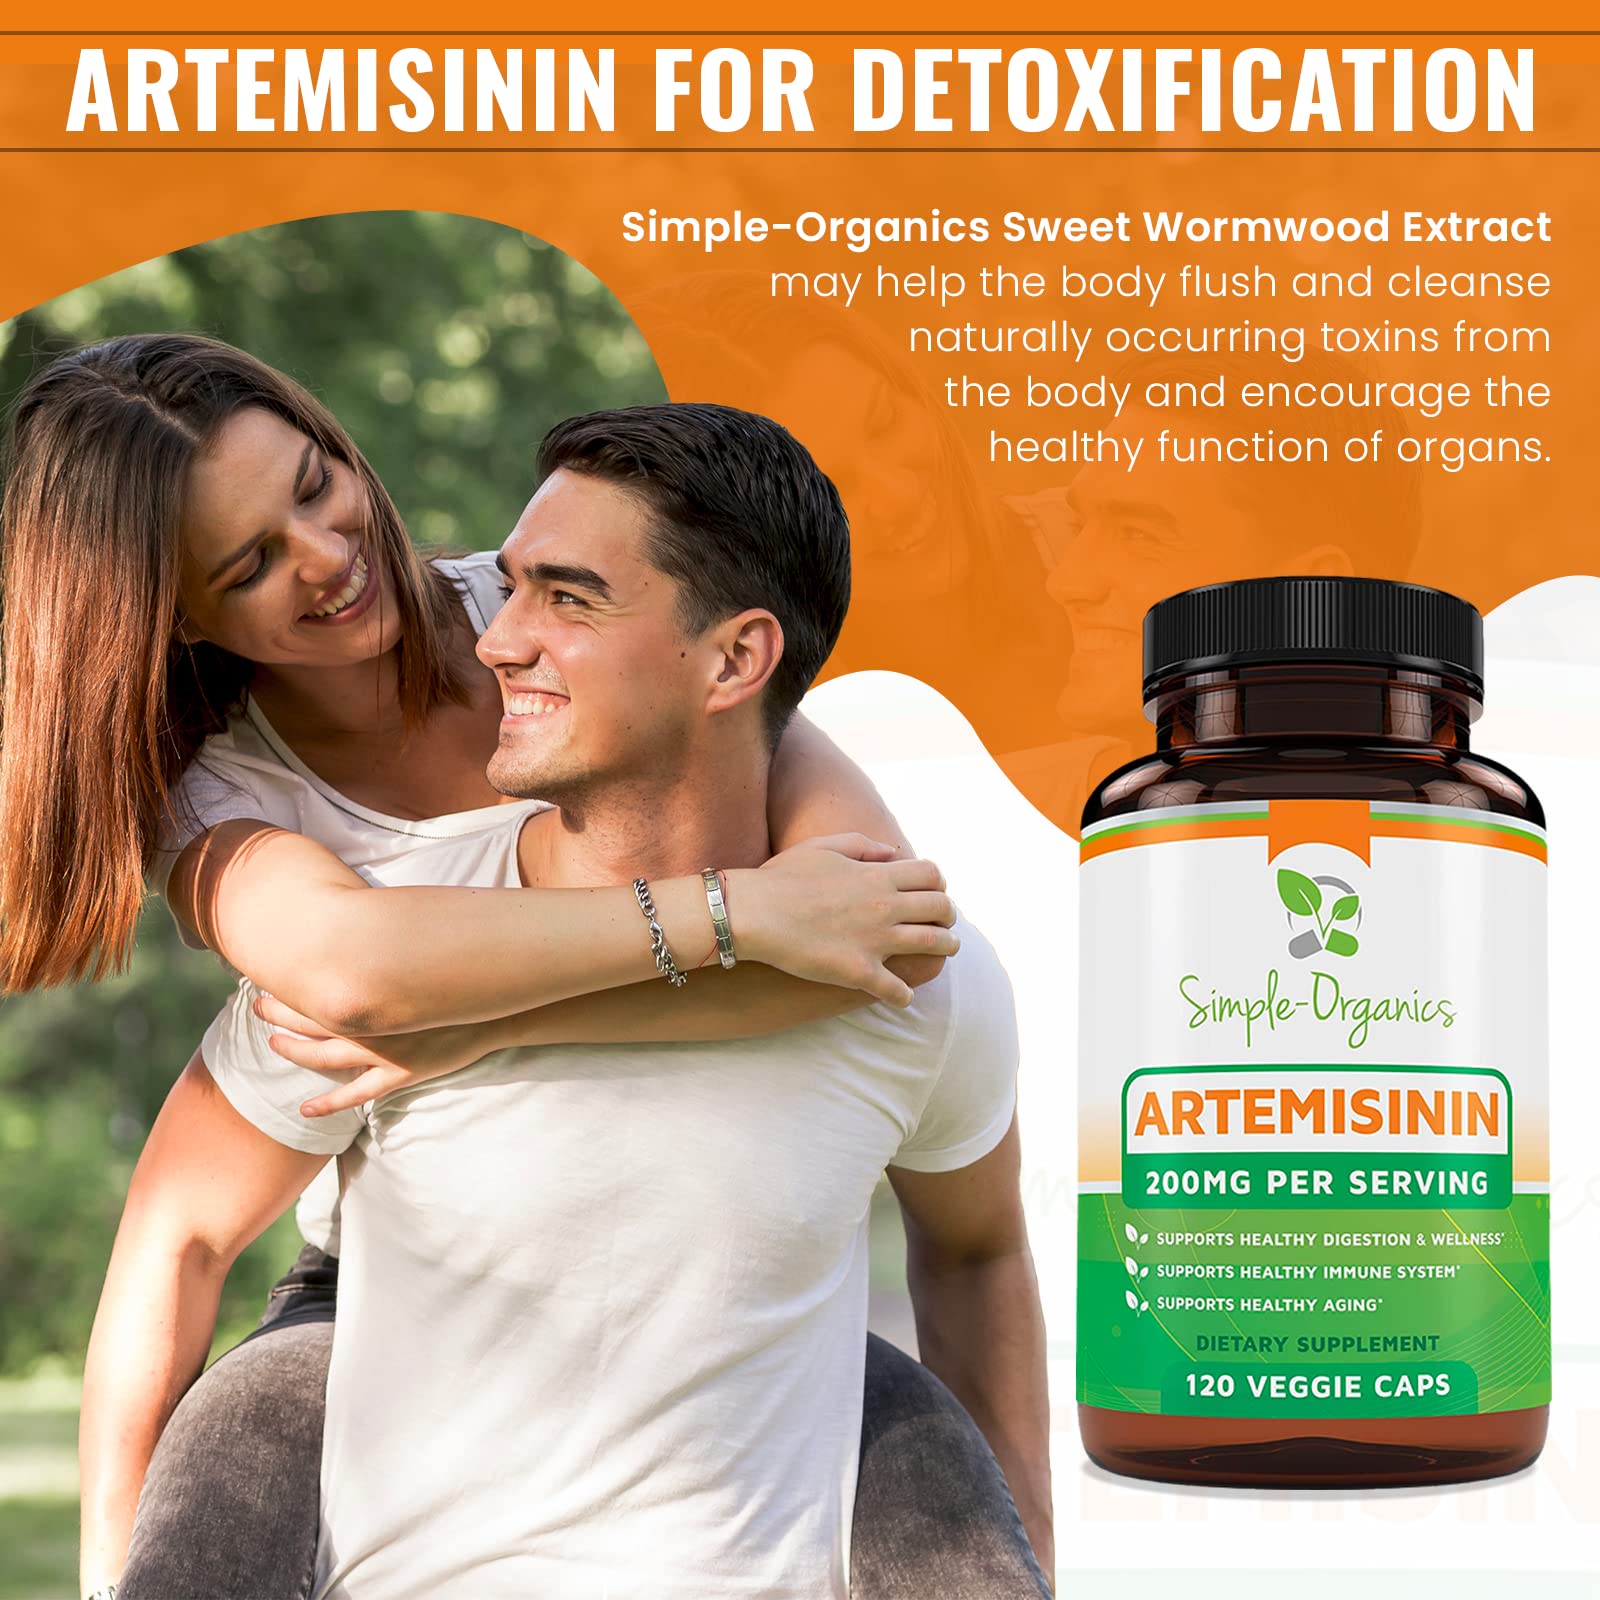 ARTEMISININ FOR DETOXIFICATION
Simple-Organics Sweet Wormwood Extract
may help the body flush and cleanse
naturally occurring toxins from
the body and encourage the
healthy function of organs.
Simple-Organics
ARTEMISININ
200MG PER SERVING
SUPPORTS HEALTHY DIGESTION & WELLNESS*
SUPPORTS HEALTHY IMMUNE SYSTEM*
SUPPORTS HEALTHY AGING*
DIETARY SUPPLEMENT
120 VEGGIE CAPS